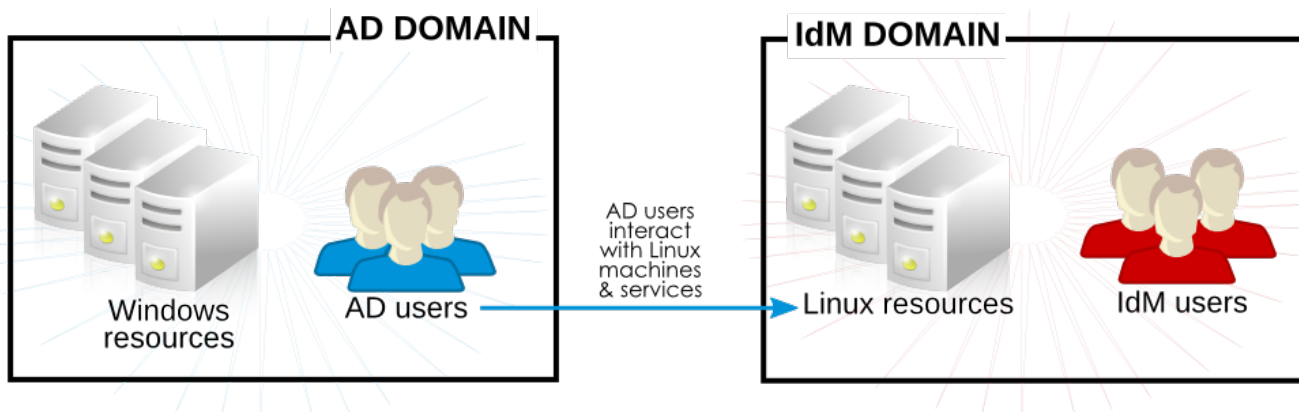 AD DOMAIN
IdM DOMAIN
AD users
interact
with Linux
machines
& services
Windows
resources
AD users
Linux resources
IdM users